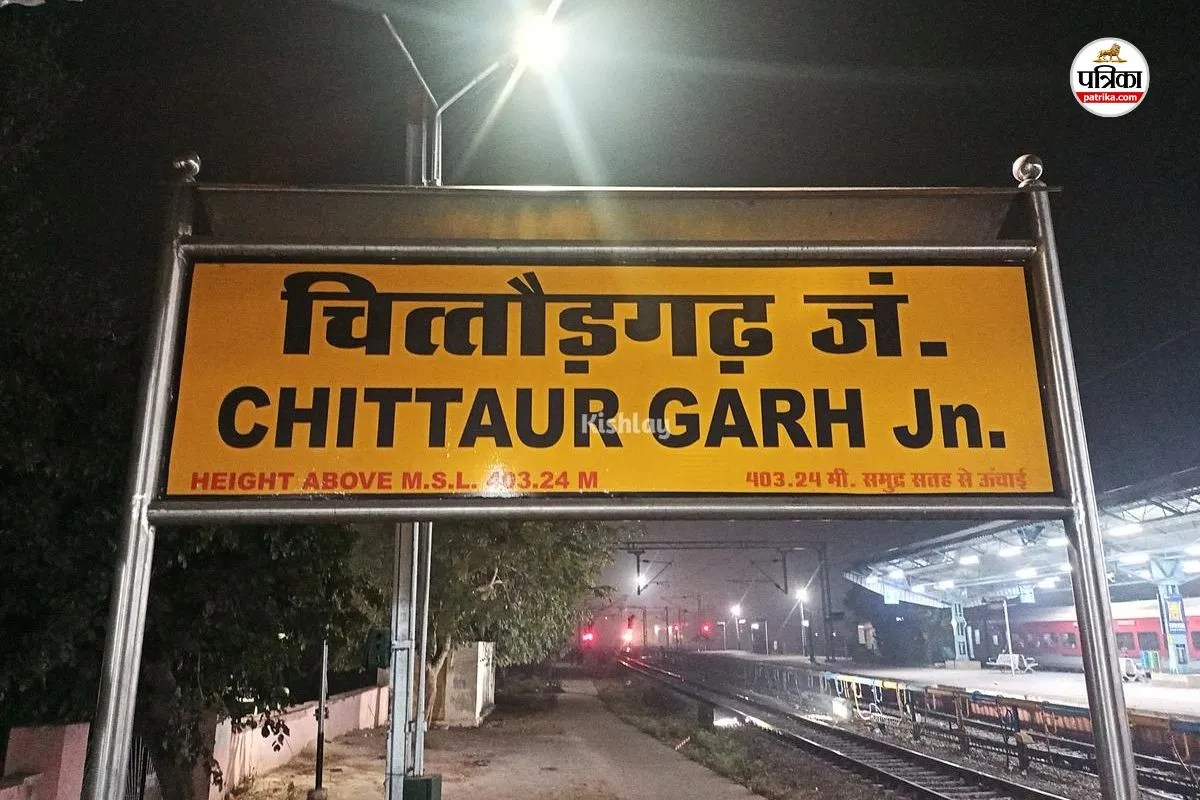 पत्रिका
patrika.com
चित्तौड़गढ़ जं.
CHITTAUR GARH Jn.
Kishlay
HEIGHT ABOVE M.S.L. 403.24 M
403.24 मी. समुद्र सतह से ऊंचाई